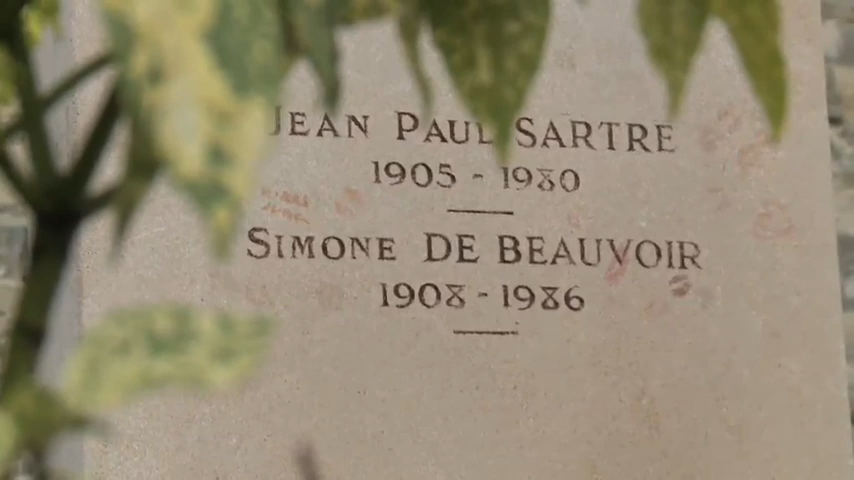 JEAN PAUL SARTRE
1905 - 1980
SIMONE DE BEAUVOIR
1908 - 1986